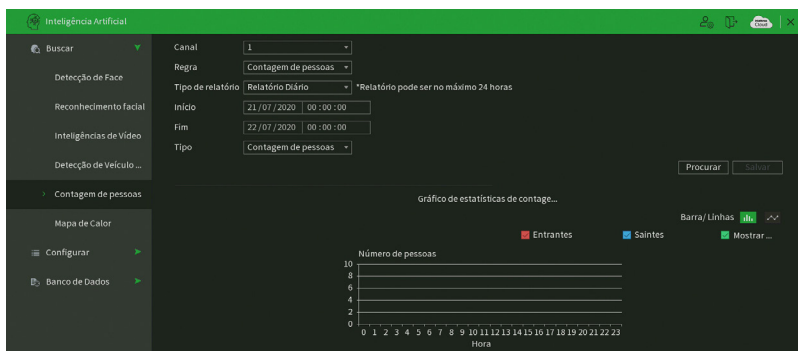 Inteligência Artificial
Cloud
Buscar
Detecção de Face
Reconhecimento facial
Inteligências de Vídeo
Detecção de Veículo ...
Contagem de pessoas
Mapa de Calor
Configurar
Banco de Dados
Canal 1
Regra Contagem de pessoas
Tipo de relatório Relatório Diário *Relatório pode ser no máximo 24 horas
Início 21/07/2020 00:00:00
Fim 22/07/2020 00:00:00
Tipo Contagem de pessoas
Procurar Salvar
Gráfico de estatísticas de contage...
Barra/Linhas
Entrantes Saintes Mostrar ...
Número de pessoas
10
8
6
4
2
0
0 1 2 3 4 5 6 7 8 9 10 11 12 13 14 15 16 17 18 19 20 21 22 23
Hora